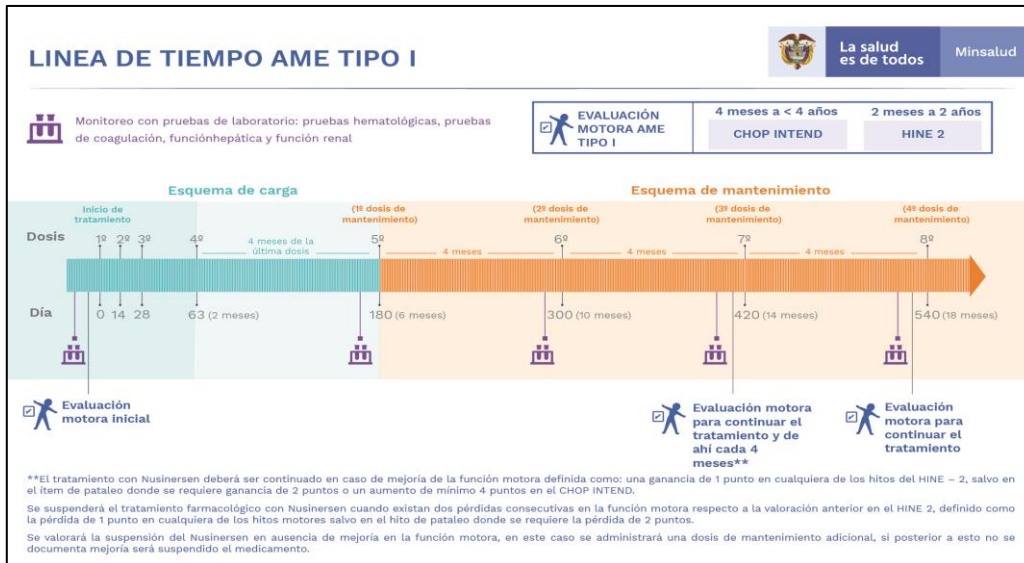 LINEA DE TIEMPO AME TIPO I
La salud
es de todos
Minsalud
Monitoreo con pruebas de laboratorio: pruebas hematológicas, pruebas
de coagulación, funciónhepática y función renal
EVALUACIÓN
MOTORA AME
TIPO I
4 meses a < 4 años
CHOP INTEND
2 meses a 2 años
HINE 2
Esquema de carga
Esquema de mantenimiento
Inicio de
tratamiento
(1º dosis de
mantenimiento)
(2º dosis de
mantenimiento)
(3º dosis de
mantenimiento)
(4º dosis de
mantenimiento)
Dosis
1º 2º 3º 4º
4 meses de la
última dosis
5º
4 meses
6º
4 meses
7º
4 meses
8º
Día
0 14 28 63 (2 meses) 180 (6 meses) 300 (10 meses) 420 (14 meses) 540 (18 meses)
Evaluación
motora inicial
Evaluación motora
para continuar el
tratamiento y de
ahí cada 4
meses**
Evaluación
motora para
continuar el
tratamiento
**El tratamiento con Nusinersen deberá ser continuado en caso de mejoría de la función motora definida como: una ganancia de 1 punto en cualquiera de los hitos del HINE – 2, salvo en
el ítem de pataleo donde se requiere ganancia de 2 puntos o un aumento de mínimo 4 puntos en el CHOP INTEND.
Se suspenderá el tratamiento farmacológico con Nusinersen cuando existan dos pérdidas consecutivas en la función motora respecto a la valoración anterior en el HINE 2, definido como
la pérdida de 1 punto en cualquiera de los hitos motores salvo en el hito de pataleo donde se requiere la pérdida de 2 puntos.
Se valorará la suspensión del Nusinersen en ausencia de mejoría en la función motora, en este caso se administrará una dosis de mantenimiento adicional, si posterior a esto no se
documenta mejoría será suspendido el medicamento.